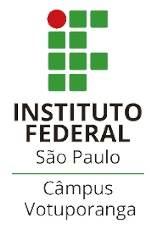 INSTITUTO
FEDERAL
São Paulo
Câmpus
Votuporanga